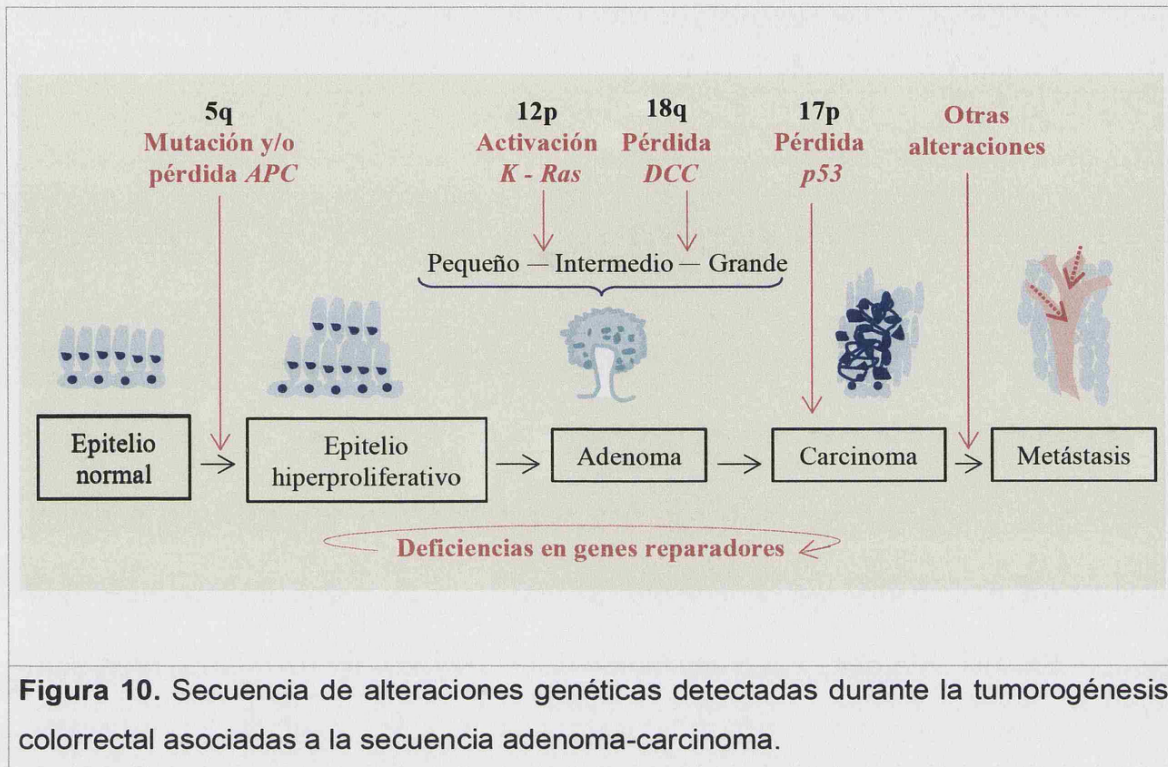 5q
Mutación y/o
pérdida APC
12p
Activación
K - Ras
18q
Pérdida
DCC
17p
Pérdida
p53
Otras
alteraciones
Pequeño — Intermedio — Grande
Epitelio
normal
Epitelio
hiperproliferativo
Adenoma
Carcinoma
Metástasis
Deficiencias en genes reparadores
Figura 10. Secuencia de alteraciones genéticas detectadas durante la tumorogénesis
colorrectal asociadas a la secuencia adenoma-carcinoma.